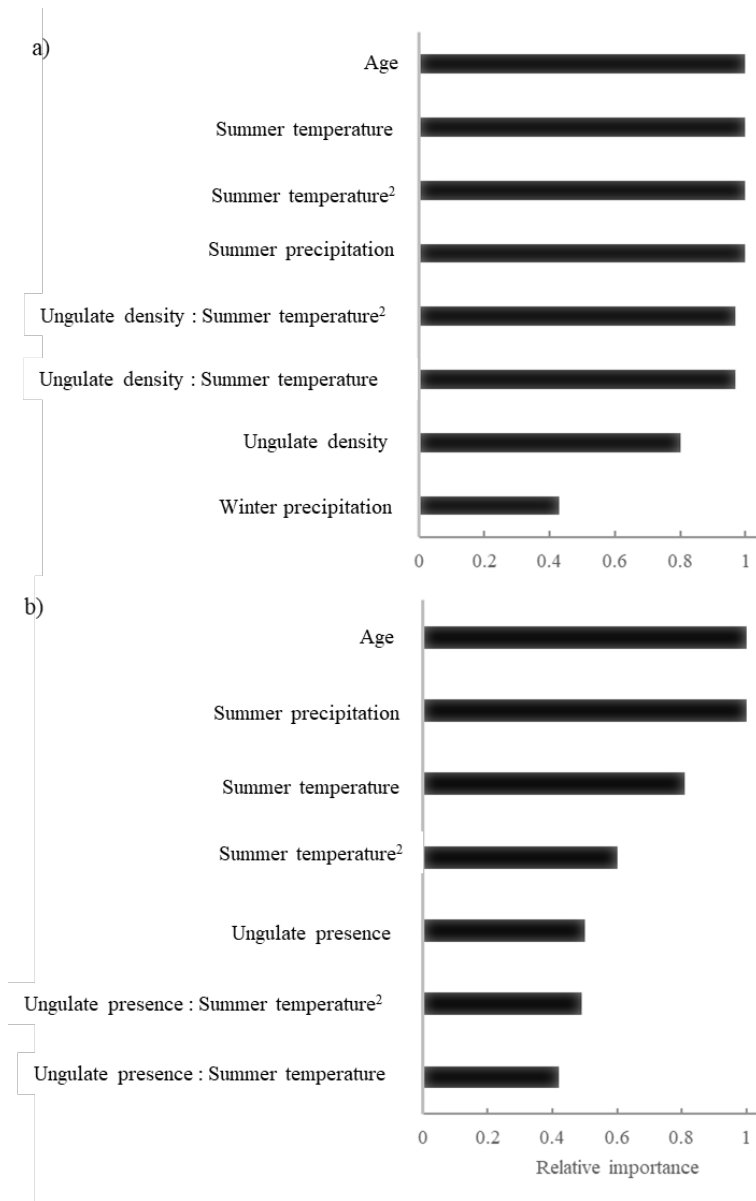 a)
Age
Summer temperature
Summer temperature²
Summer precipitation
Ungulate density : Summer temperature²
Ungulate density : Summer temperature
Ungulate density
Winter precipitation
0 0.2 0.4 0.6 0.8 1
b)
Age
Summer precipitation
Summer temperature
Summer temperature²
Ungulate presence
Ungulate presence : Summer temperature²
Ungulate presence : Summer temperature
0 0.2 0.4 0.6 0.8 1
Relative importance